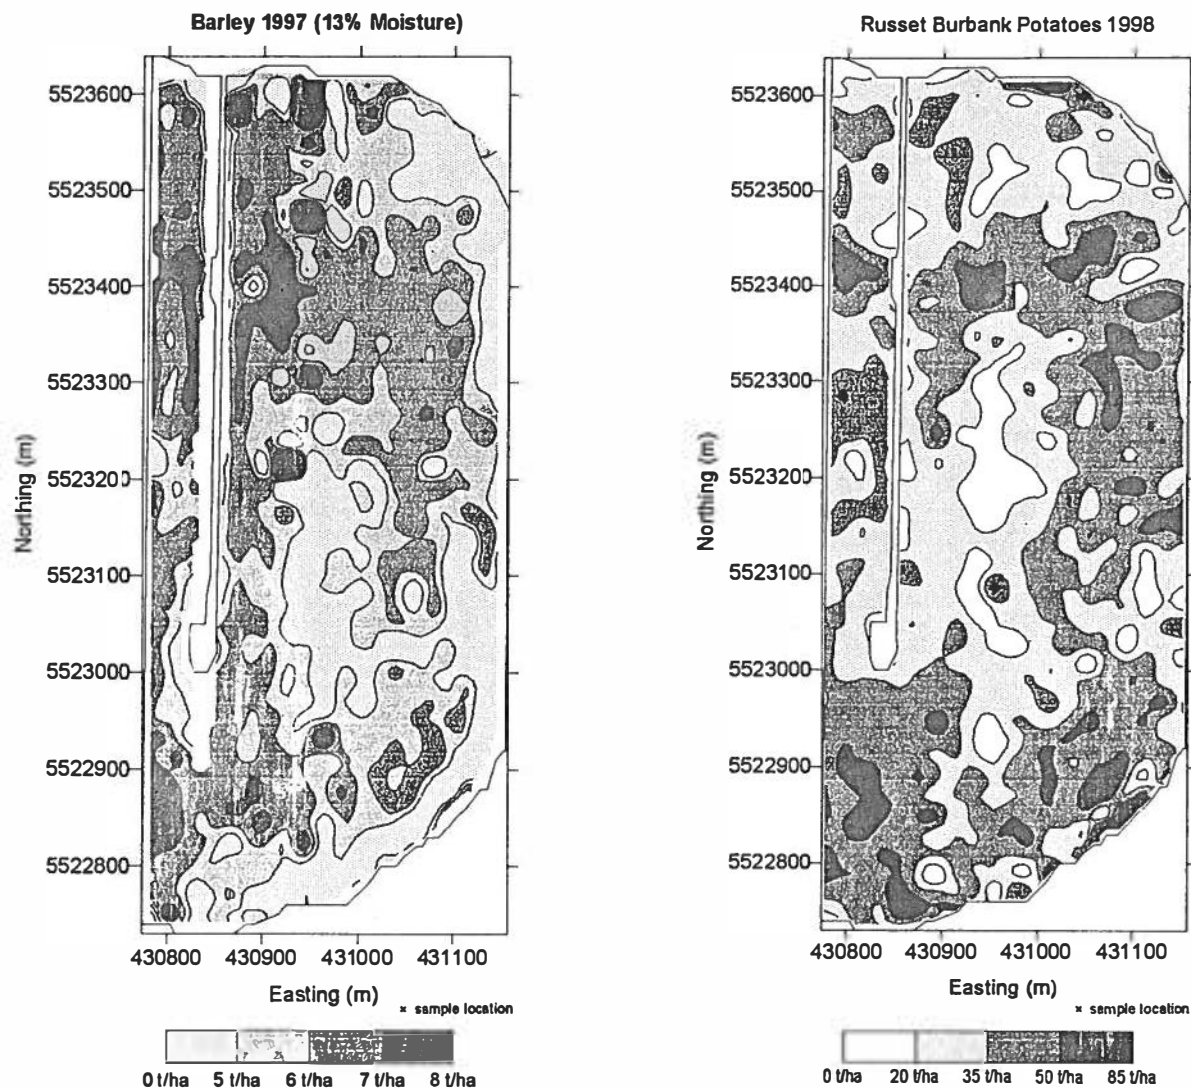 Barley 1997 (13% Moisture)
5523600
5523500
5523400
5523300
5523200
5523100
5523000
5522900
5522800
Northing (m)
430800 430900 431000 431100
Easting (m)
× sample location
0 t/ha 5 t/ha 6 t/ha 7 t/ha 8 t/ha
Russet Burbank Potatoes 1998
5523600
5523500
5523400
5523300
5523200
5523100
5523000
5522900
5522800
Northing (m)
430800 430900 431000 431100
Easting (m)
× sample location
0 t/ha 20 t/ha 35 t/ha 50 t/ha 85 t/ha